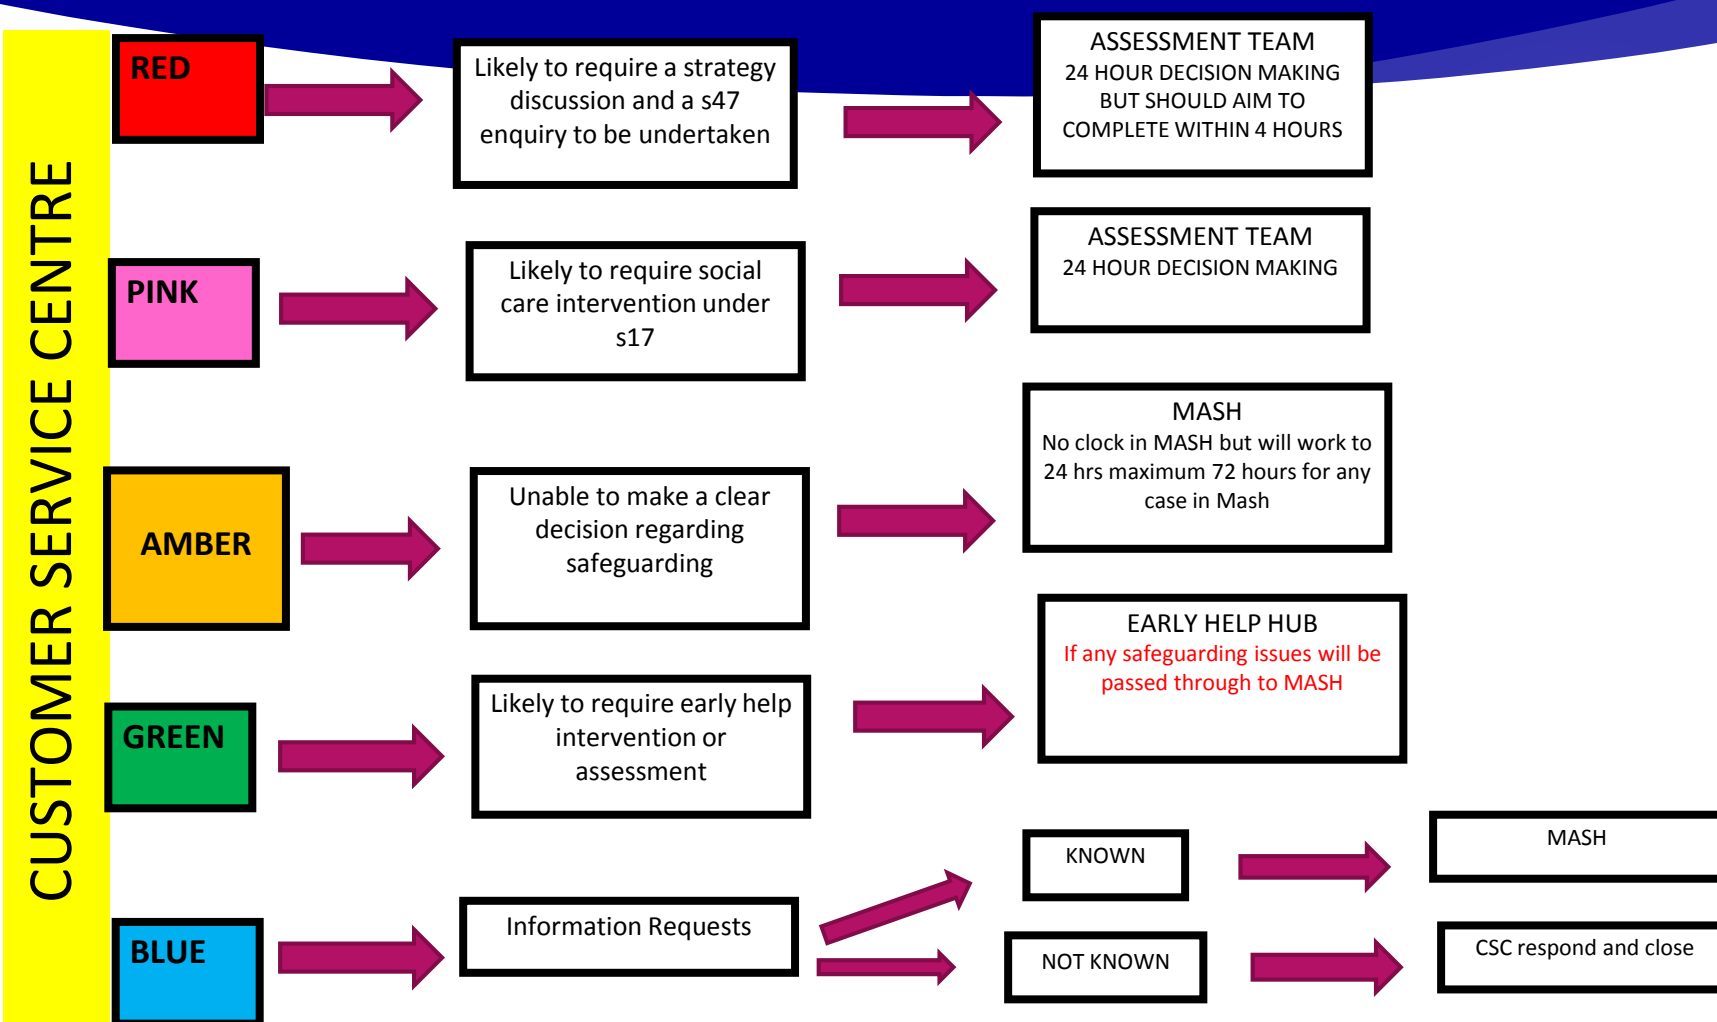 CUSTOMER SERVICE CENTRE
RED
Likely to require a strategy
discussion and a s47
enquiry to be undertaken
ASSESSMENT TEAM
24 HOUR DECISION MAKING
BUT SHOULD AIM TO
COMPLETE WITHIN 4 HOURS
PINK
Likely to require social
care intervention under
s17
ASSESSMENT TEAM
24 HOUR DECISION MAKING
AMBER
Unable to make a clear
decision regarding
safeguarding
MASH
No clock in MASH but will work to
24 hrs maximum 72 hours for any
case in Mash
GREEN
Likely to require early help
intervention or
assessment
EARLY HELP HUB
If any safeguarding issues will be
passed through to MASH
BLUE
Information Requests
KNOWN
MASH
NOT KNOWN
CSC respond and close